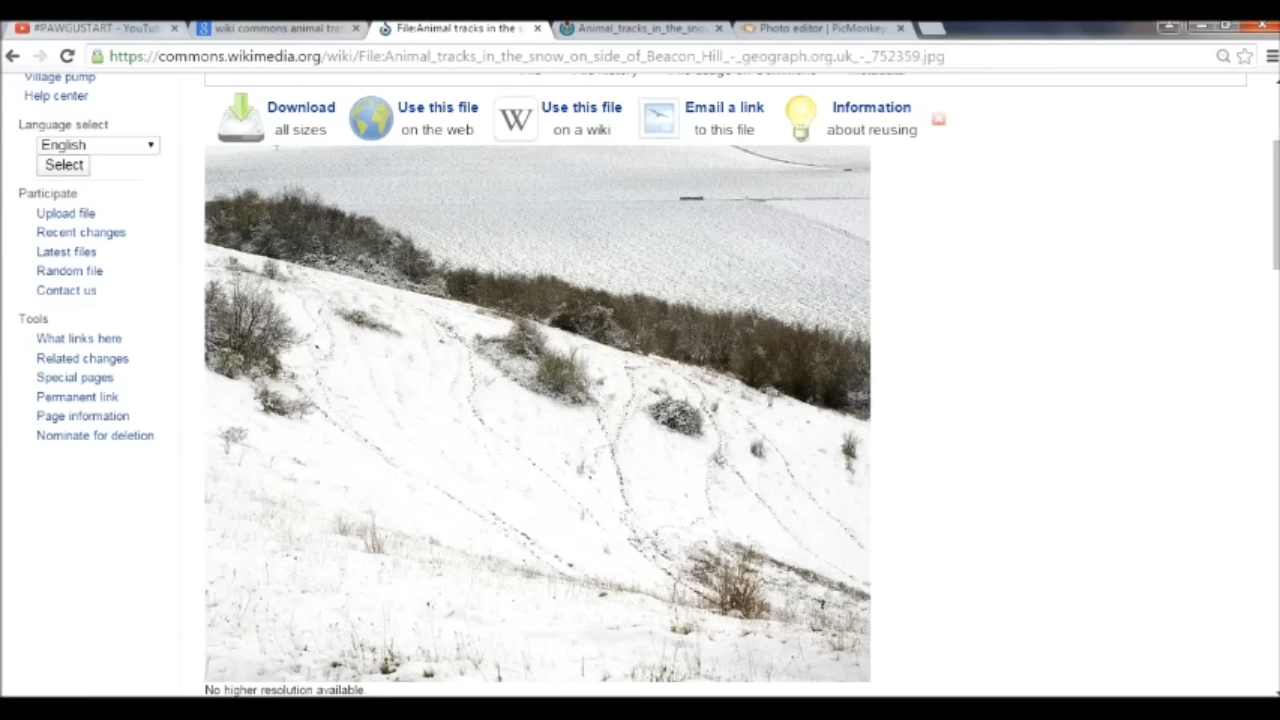 #PAWGUSTART - YouTub
wiki commons animal tra
File:Animal tracks in the s
Animal_tracks_in_the_sno
Photo editor | PicMonkey
https://commons.wikimedia.org/wiki/File:Animal_tracks_in_the_snow_on_side_of_Beacon_Hill_-_geograph.org.uk_-_752359.jpg
Village pump
Help center
Language select
English
Select
Participate
Upload file
Recent changes
Latest files
Random file
Contact us
Tools
What links here
Related changes
Special pages
Permanent link
Page information
Nominate for deletion
Download
all sizes
Use this file
on the web
W
Use this file
on a wiki
Email a link
to this file
Information
about reusing
No higher resolution available.